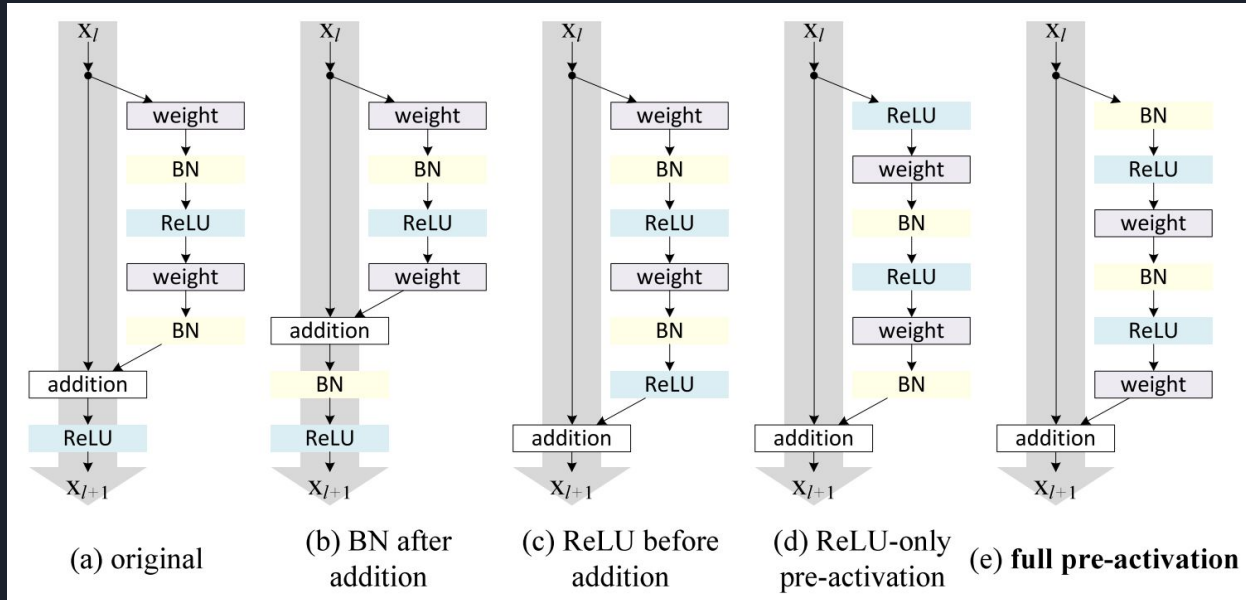 x_l
weight
BN
ReLU
weight
BN
addition
ReLU
x_{l+1}
(a) original
x_l
weight
BN
ReLU
weight
addition
BN
ReLU
x_{l+1}
(b) BN after
addition
x_l
weight
BN
ReLU
weight
BN
ReLU
addition
x_{l+1}
(c) ReLU before
addition
x_l
ReLU
weight
BN
ReLU
weight
BN
addition
x_{l+1}
(d) ReLU-only
pre-activation
x_l
BN
ReLU
weight
BN
ReLU
weight
addition
x_{l+1}
(e) full pre-activation